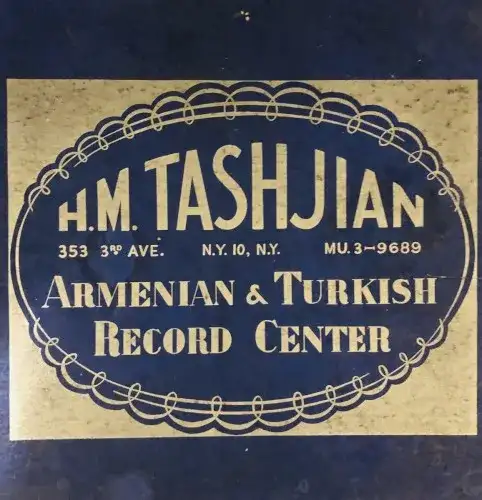 H.M. TASHJIAN
353 3RD AVE. N.Y. 10, N.Y. MU. 3-9689
ARMENIAN & TURKISH
RECORD CENTER